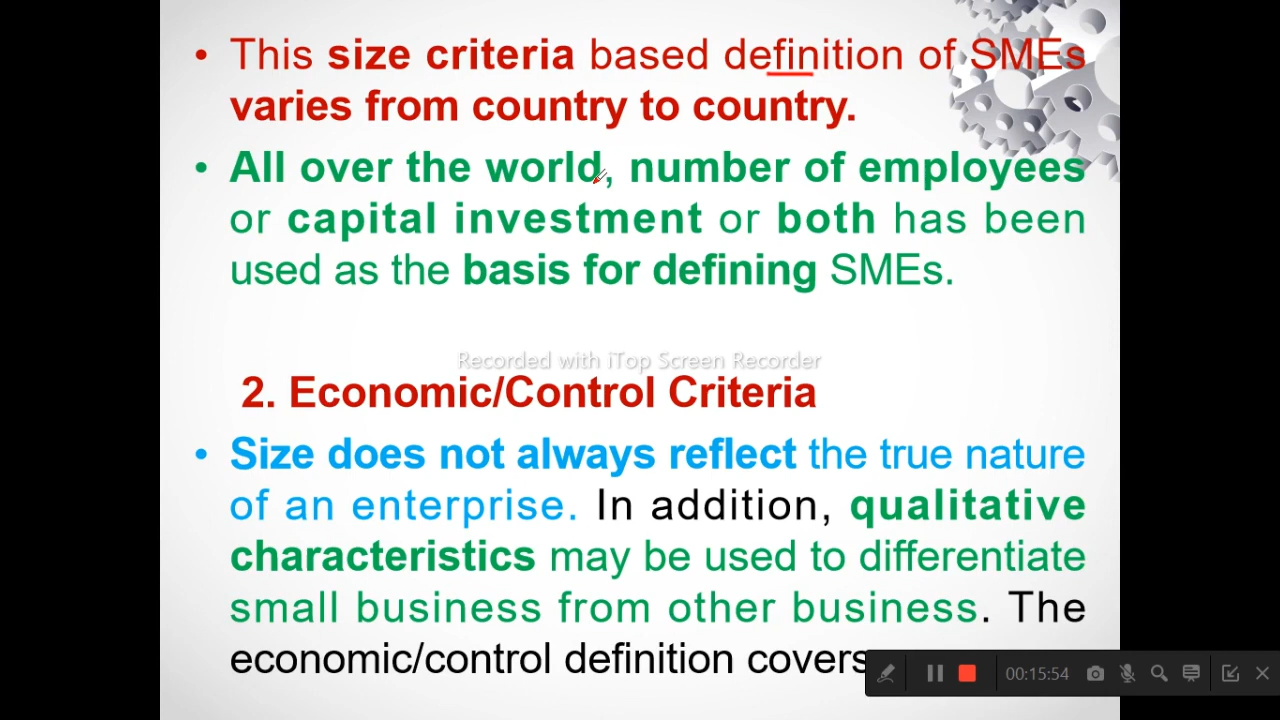 • This size criteria based definition of SMEs
varies from country to country.
• All over the world, number of employees
or capital investment or both has been
used as the basis for defining SMEs.
Recorded with iTop Screen Recorder
2. Economic/Control Criteria
• Size does not always reflect the true nature
of an enterprise. In addition, qualitative
characteristics may be used to differentiate
small business from other business. The
economic/control definition covers
00:15:54